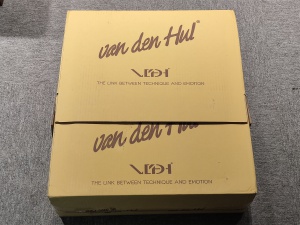 van den Hul
VDH
THE LINK BETWEEN TECHNIQUE AND EMOTION
van den Hul
VDH
THE LINK BETWEEN TECHNIQUE AND EMOTION